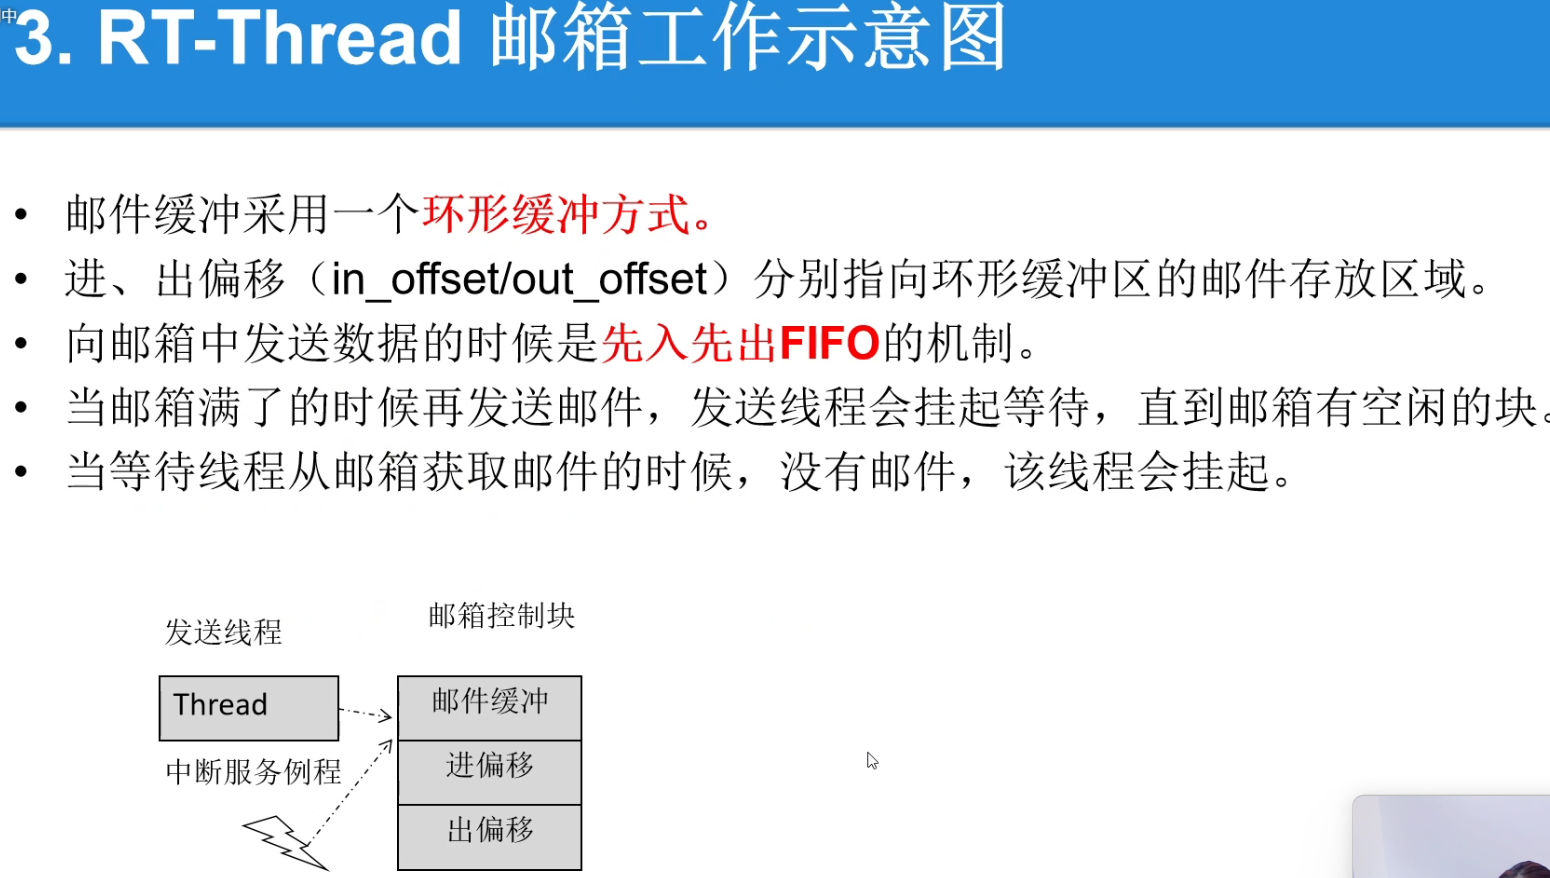 中
3. RT-Thread 邮箱工作示意图
• 邮件缓冲采用一个环形缓冲方式。
• 进、出偏移（in_offset/out_offset）分别指向环形缓冲区的邮件存放区域。
• 向邮箱中发送数据的时候是先入先出FIFO的机制。
• 当邮箱满了的时候再发送邮件，发送线程会挂起等待，直到邮箱有空闲的块。
• 当等待线程从邮箱获取邮件的时候，没有邮件，该线程会挂起。
发送线程
邮箱控制块
Thread
邮件缓冲
中断服务例程
进偏移
出偏移